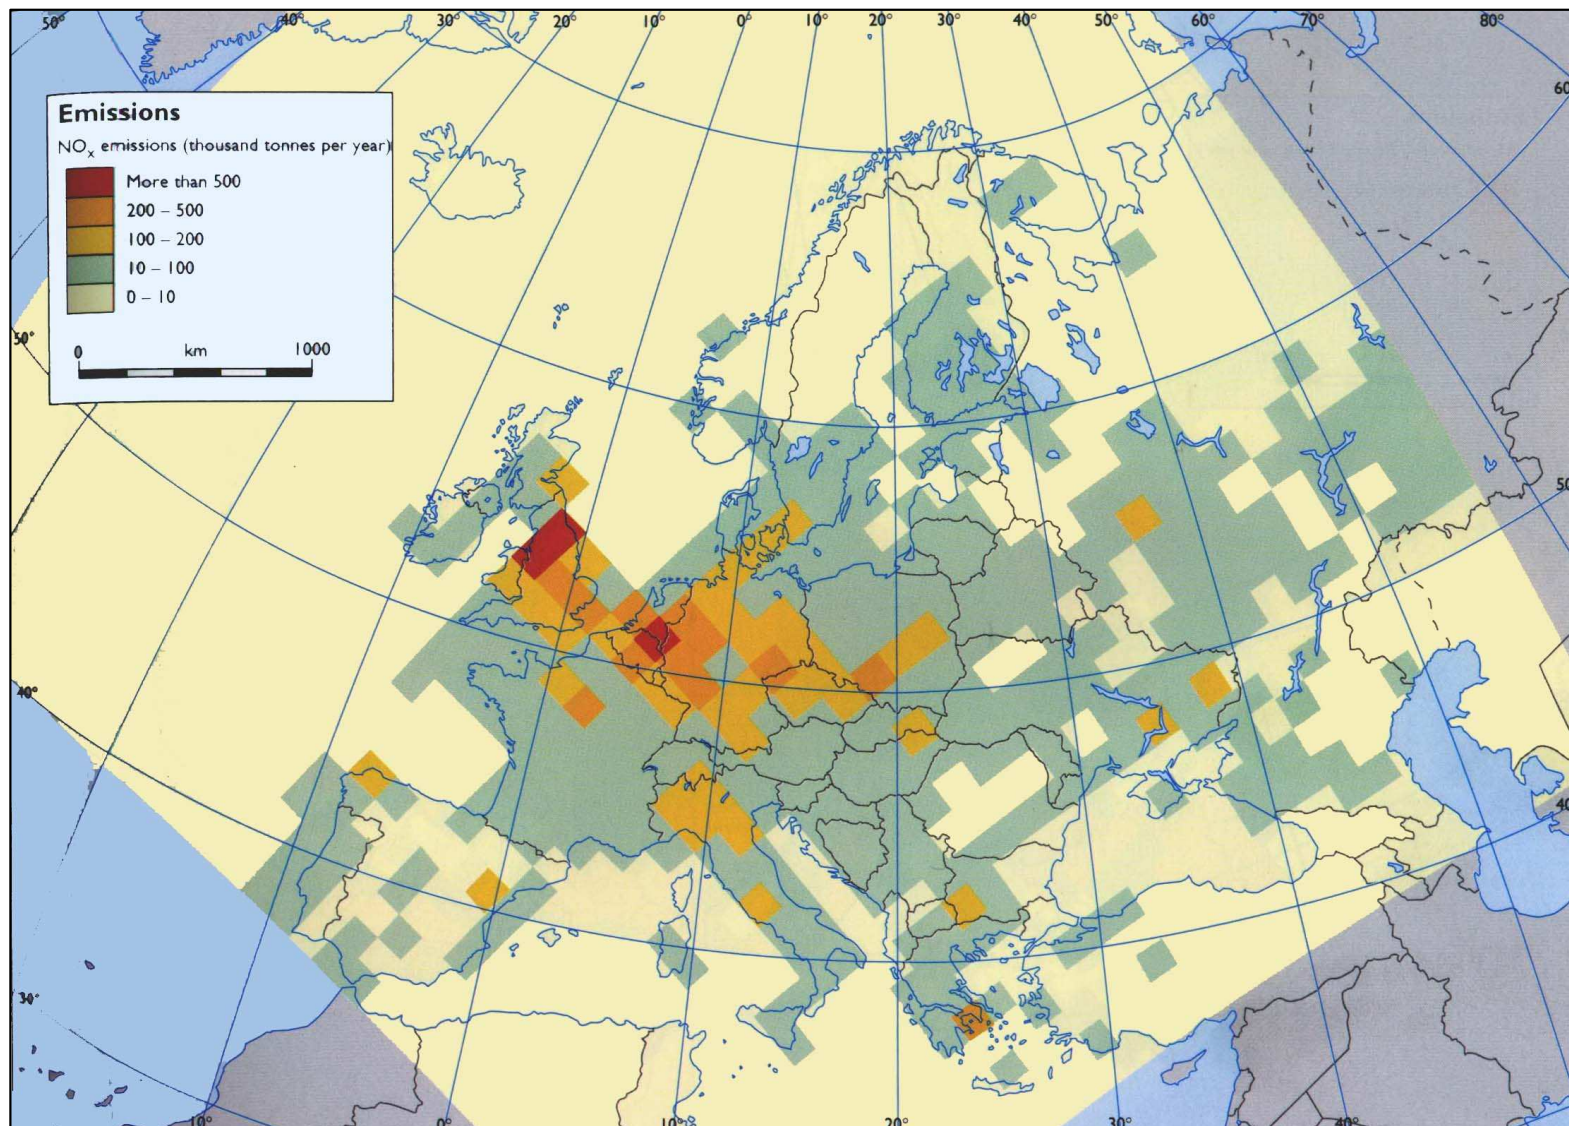 50° 40° 30° 20° 10° 0° 10° 20° 30° 40° 50° 60° 70° 80°
60
Emissions
NOx emissions (thousand tonnes per year)
More than 500
200 – 500
100 – 200
10 – 100
0 – 10
0 km 1000
50°
50
40°
40
30°
10° 0° 10° 20° 30° 40°